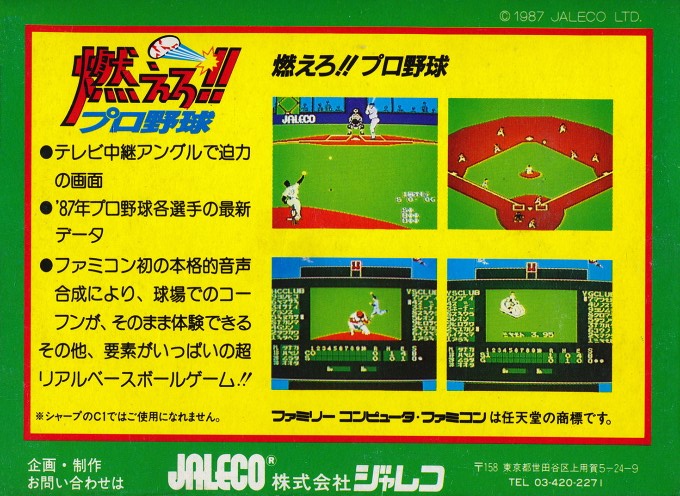 © 1987 JALECO LTD.
燃えろ!!
プロ野球
燃えろ!! プロ野球
●テレビ中継アングルで迫力
の画面
●'87年プロ野球各選手の最新
データ
●ファミコン初の本格的音声
合成により、球場でのコー
フンが、そのまま体験できる
その他、要素がいっぱいの超
リアルベースボールゲーム!!
JALECO
CCLUB
YSCLUB
HCCLUB
YSCLUB
※シャープのC1ではご使用になれません。
ファミリー コンピュータ・ファミコンは任天堂の商標です。
企画・制作
お問い合わせは
JALECO® 株式会社 ジャレコ
〒158 東京都世田谷区上用賀5-24-9
TEL 03-420-2271